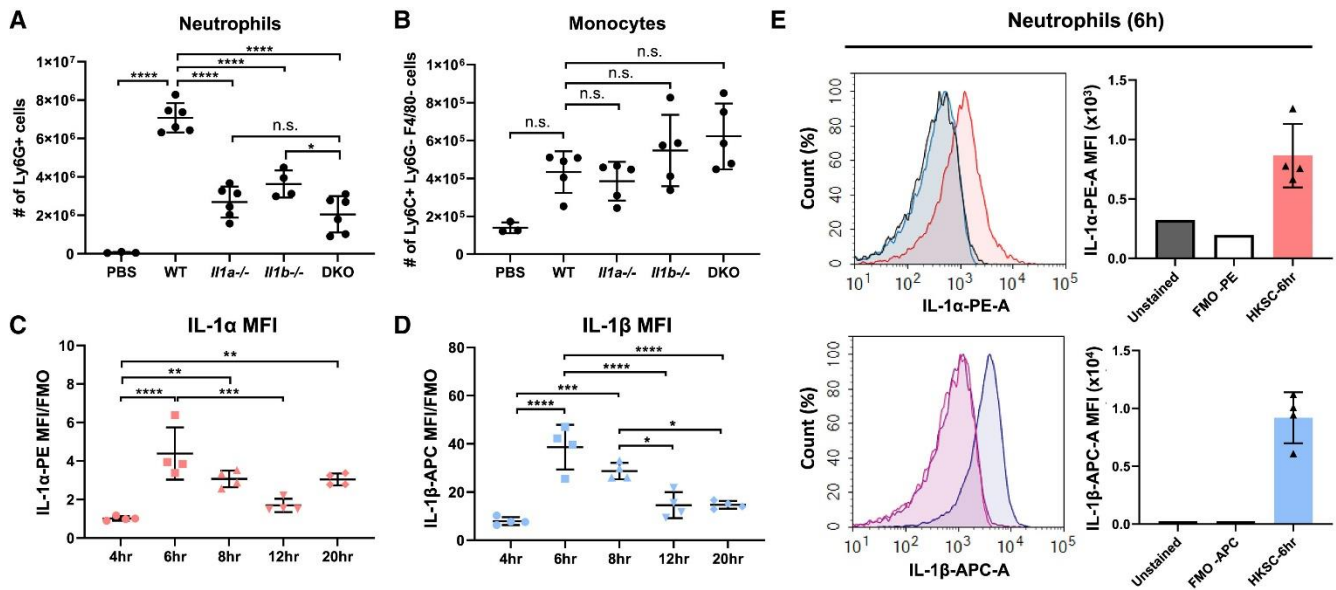 A
Neutrophils
# of Ly6G+ cells
1×10⁷
8×10⁶
6×10⁶
4×10⁶
2×10⁶
0
****
****
****
****
n.s.
*
PBS WT Il1a-/- Il1b-/- DKO
B
Monocytes
# of Ly6C+ Ly6G- F4/80- cells
1×10⁶
8×10⁵
6×10⁵
4×10⁵
2×10⁵
0
n.s.
n.s.
n.s.
n.s.
PBS WT Il1a-/- Il1b-/- DKO
C
IL-1α MFI
IL-1α-PE MFI/FMO
10
8
6
4
2
0
**
**
**** ***
4hr 6hr 8hr 12hr 20hr
D
IL-1β MFI
IL-1β-APC MFI/FMO
80
60
40
20
0
****
****
***
****
*
*
4hr 6hr 8hr 12hr 20hr
E
Neutrophils (6h)
Count (%)
100
80
60
40
20
0
10¹ 10² 10³ 10⁴ 10⁵
IL-1α-PE-A
IL-1α-PE-A MFI (x10³)
1.5
1.0
0.5
0.0
Unstained FMO -PE HKSC-6hr
Count (%)
100
80
60
40
20
0
10¹ 10² 10³ 10⁴ 10⁵
IL-1β-APC-A
IL-1β-APC-A MFI (x10⁴)
1.5
1.0
0.5
0.0
Unstained FMO -APC HKSC-6hr